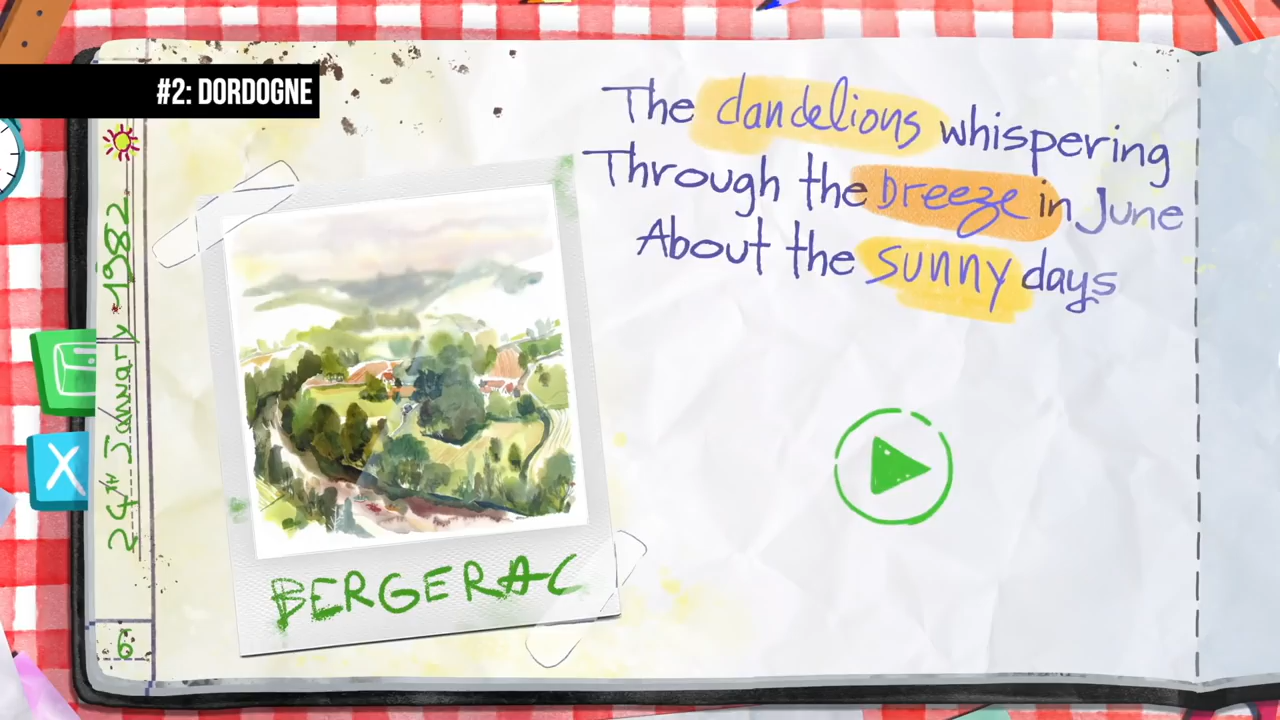 #2: DORDOGNE
The dandelions whispering
Through the breeze in June
About the sunny days
24TH January 1982
X
BERGERAC
6